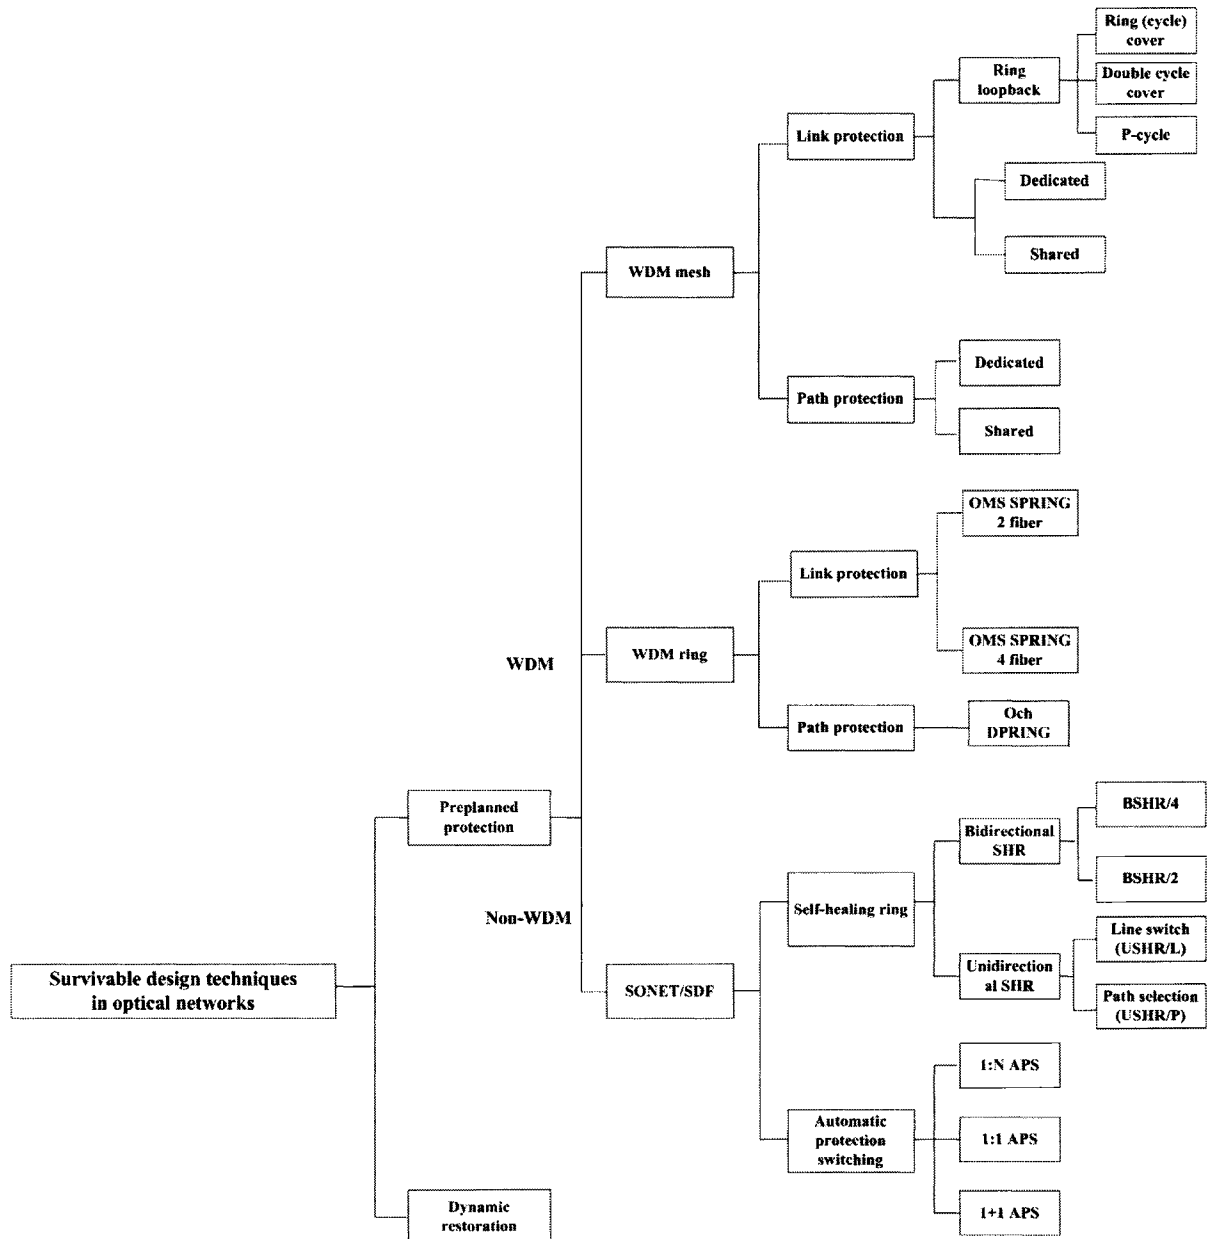 Ring (cycle)
cover
Ring
loopback
Double cycle
cover
P-cycle
Link protection
Dedicated
Shared
WDM mesh
Dedicated
Path protection
Shared
OMS SPRING
2 fiber
Link protection
WDM
WDM ring
OMS SPRING
4 fiber
Path protection
Och
DPRING
Preplanned
protection
Bidirectional
SHR
BSHR/4
BSHR/2
Self-healing ring
Non-WDM
Line switch
(USHR/L)
Unidirection
al SHR
Path selection
(USHR/P)
Survivable design techniques
in optical networks
SONET/SDF
1:N APS
Automatic
protection
switching
1:1 APS
1+1 APS
Dynamic
restoration